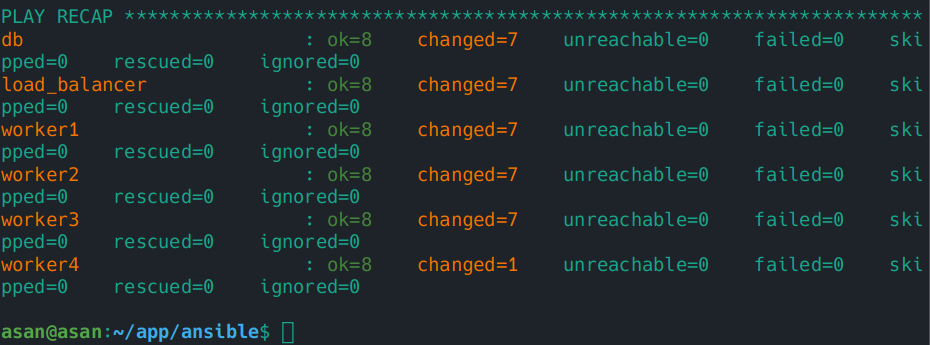 PLAY RECAP ***********************************************************************
db                         : ok=8    changed=7    unreachable=0    failed=0    ski
pped=0    rescued=0    ignored=0
load_balancer              : ok=8    changed=7    unreachable=0    failed=0    ski
pped=0    rescued=0    ignored=0
worker1                    : ok=8    changed=7    unreachable=0    failed=0    ski
pped=0    rescued=0    ignored=0
worker2                    : ok=8    changed=7    unreachable=0    failed=0    ski
pped=0    rescued=0    ignored=0
worker3                    : ok=8    changed=7    unreachable=0    failed=0    ski
pped=0    rescued=0    ignored=0
worker4                    : ok=8    changed=1    unreachable=0    failed=0    ski
pped=0    rescued=0    ignored=0
asan@asan:~/app/ansible$